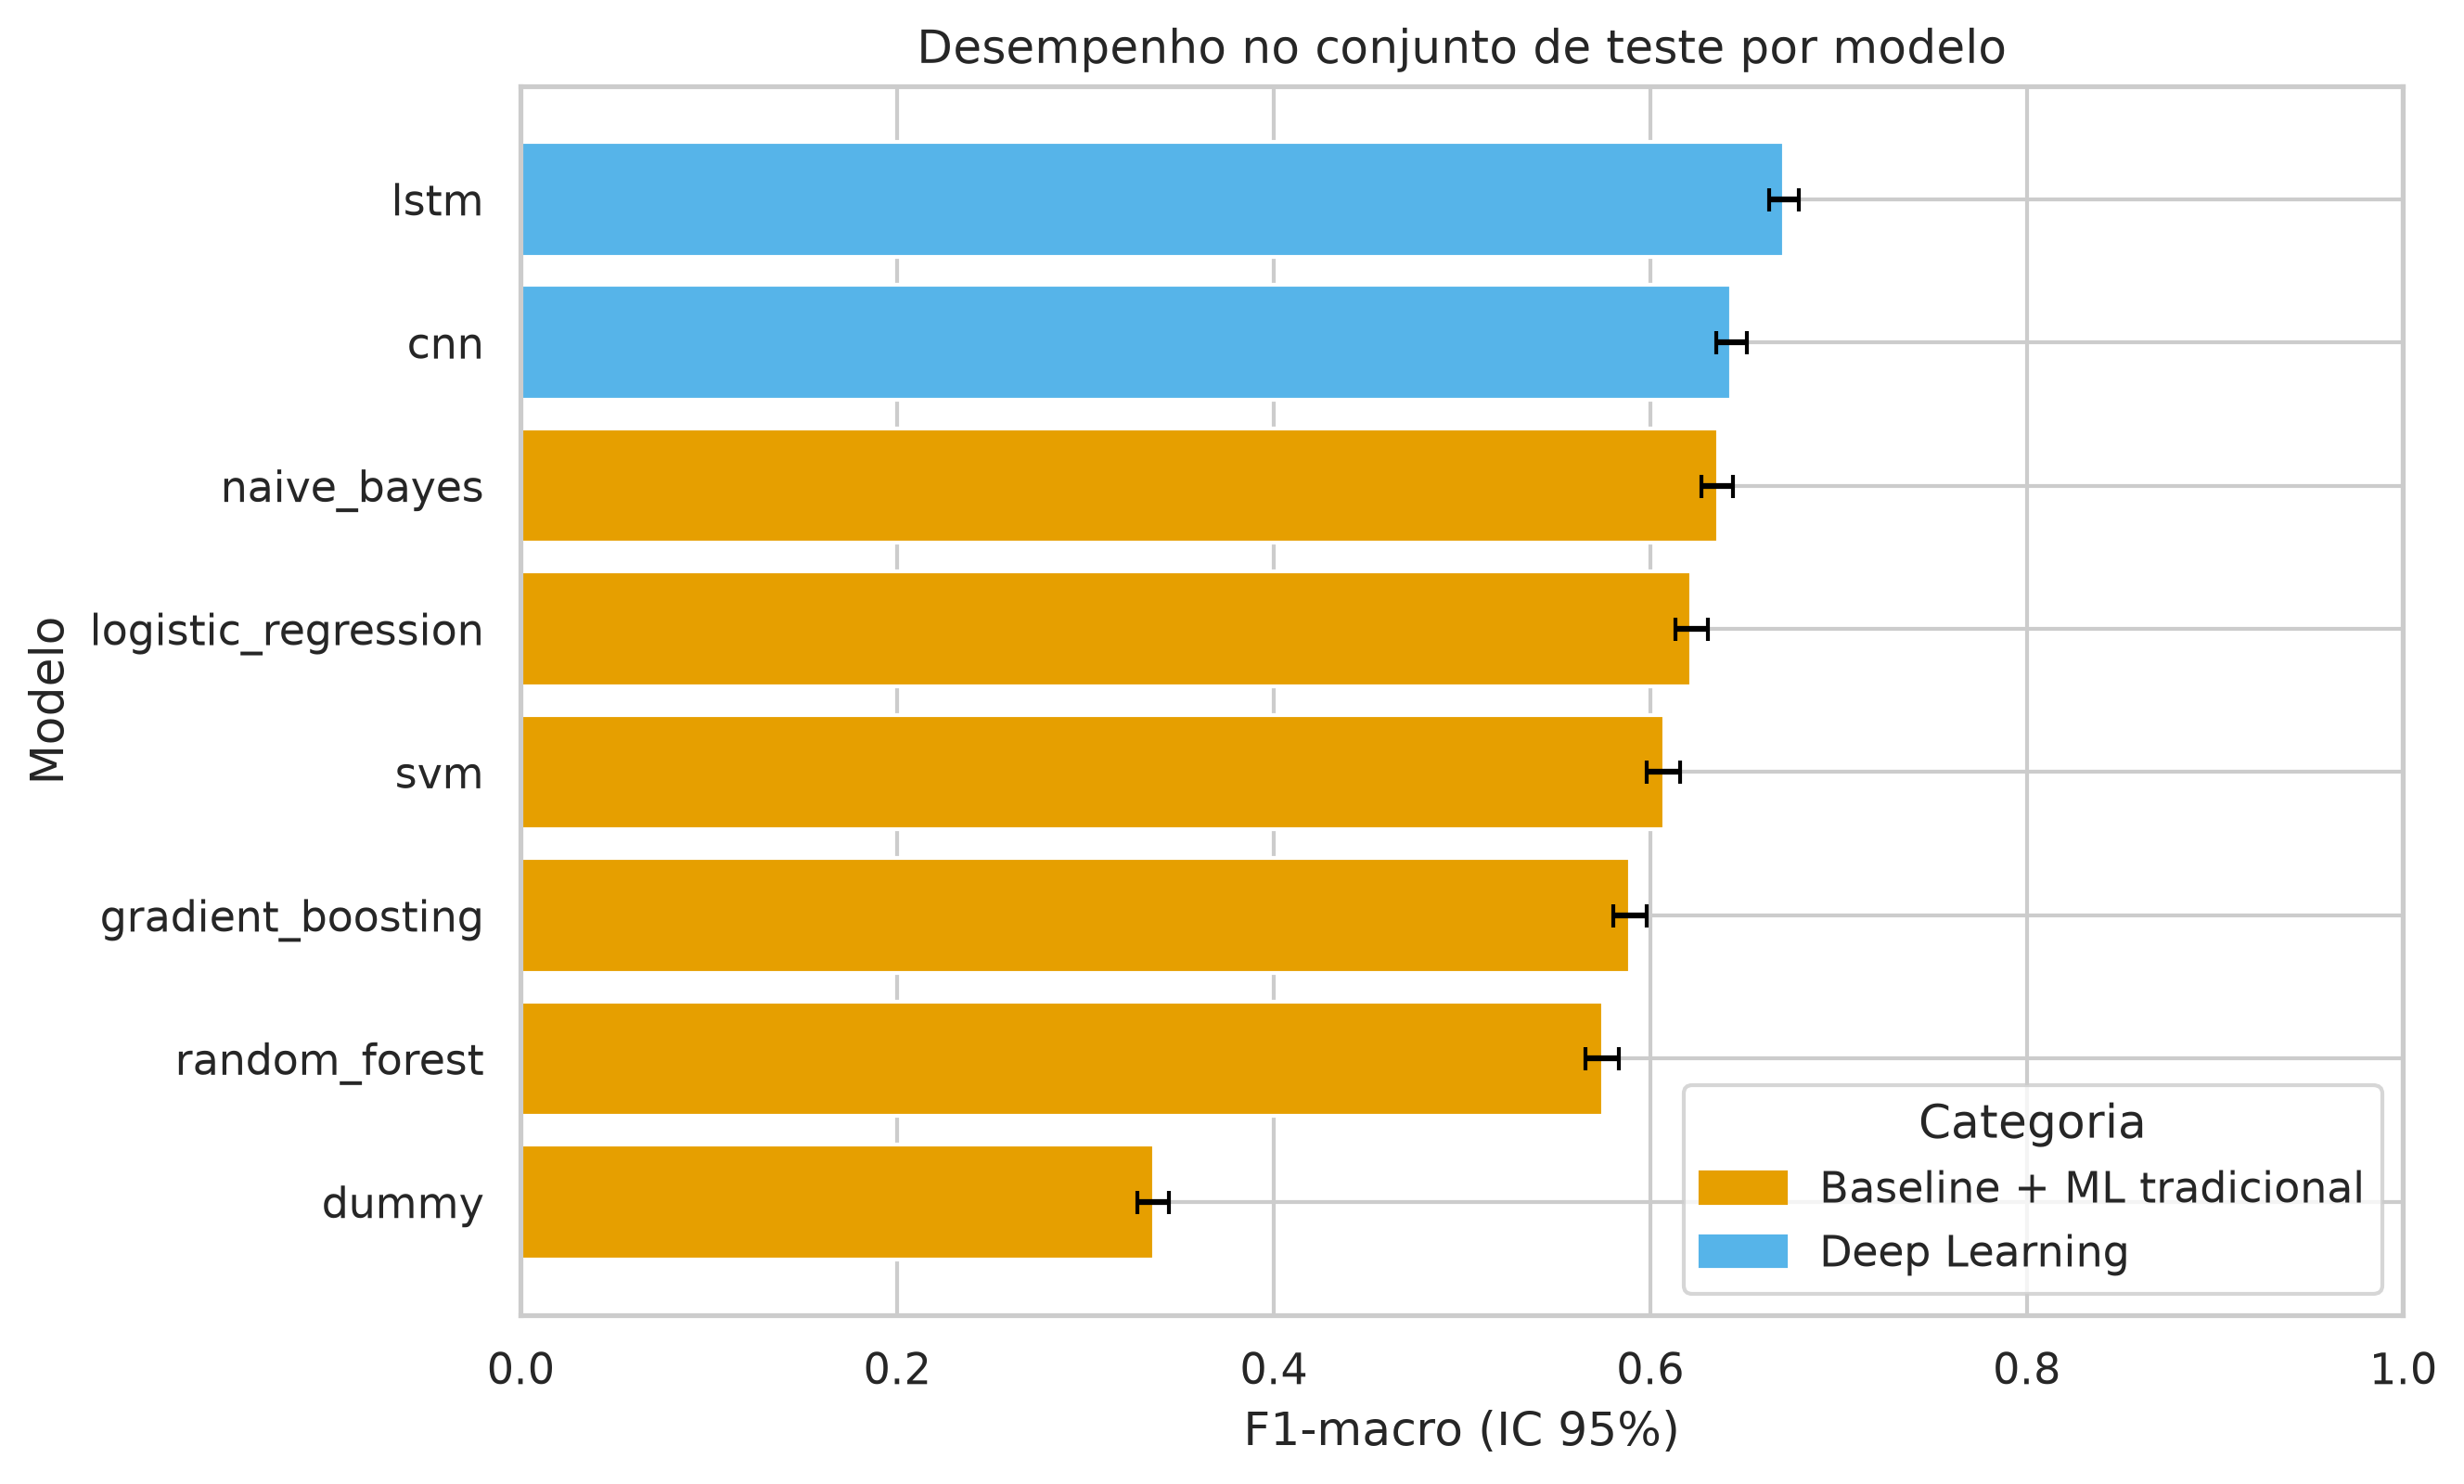 Desempenho no conjunto de teste por modelo
Modelo
lstm
cnn
naive_bayes
logistic_regression
svm
gradient_boosting
random_forest
dummy
Categoria
Baseline + ML tradicional
Deep Learning
0.0 0.2 0.4 0.6 0.8 1.0
F1-macro (IC 95%)